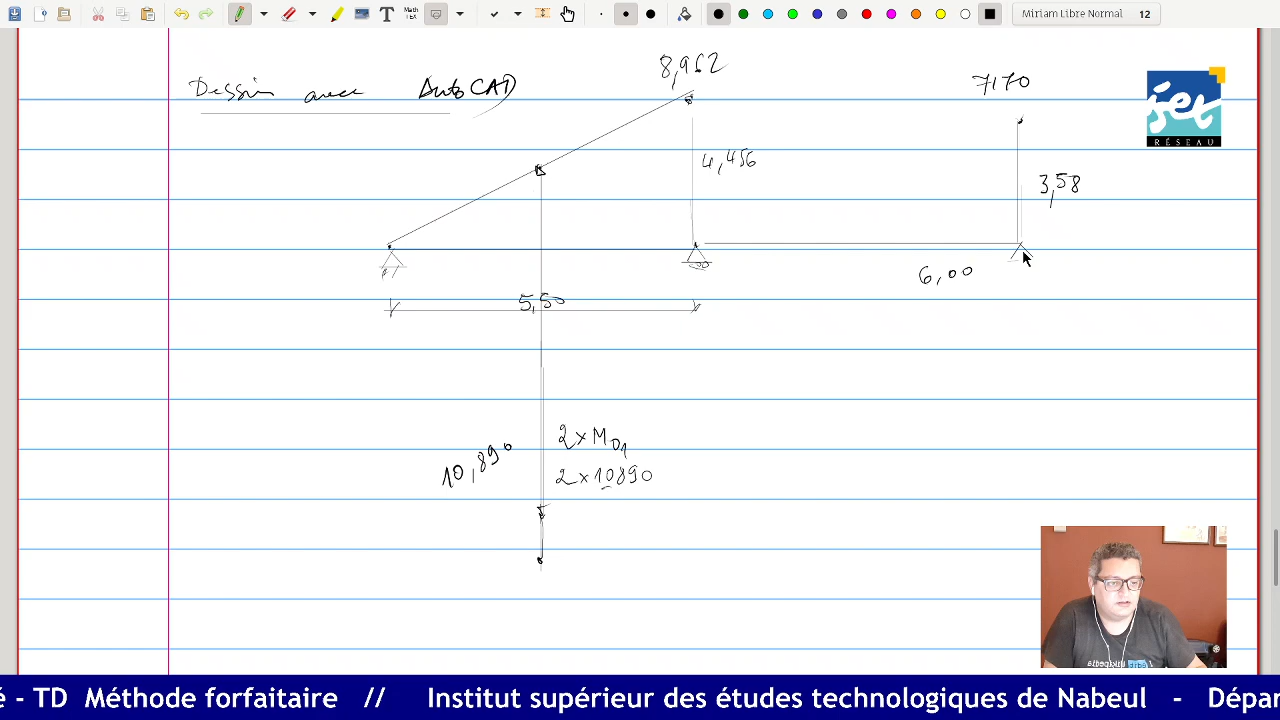 Miriam Libre Normal 12
Dessin avec AutoCAD
8,962
7170
4,456
3,58
6,00
5,50
2×M01
10,890
2×10890
iset
RÉSEAU
é - TD Méthode forfaitaire // Institut supérieur des études technologiques de Nabeul - Dépar